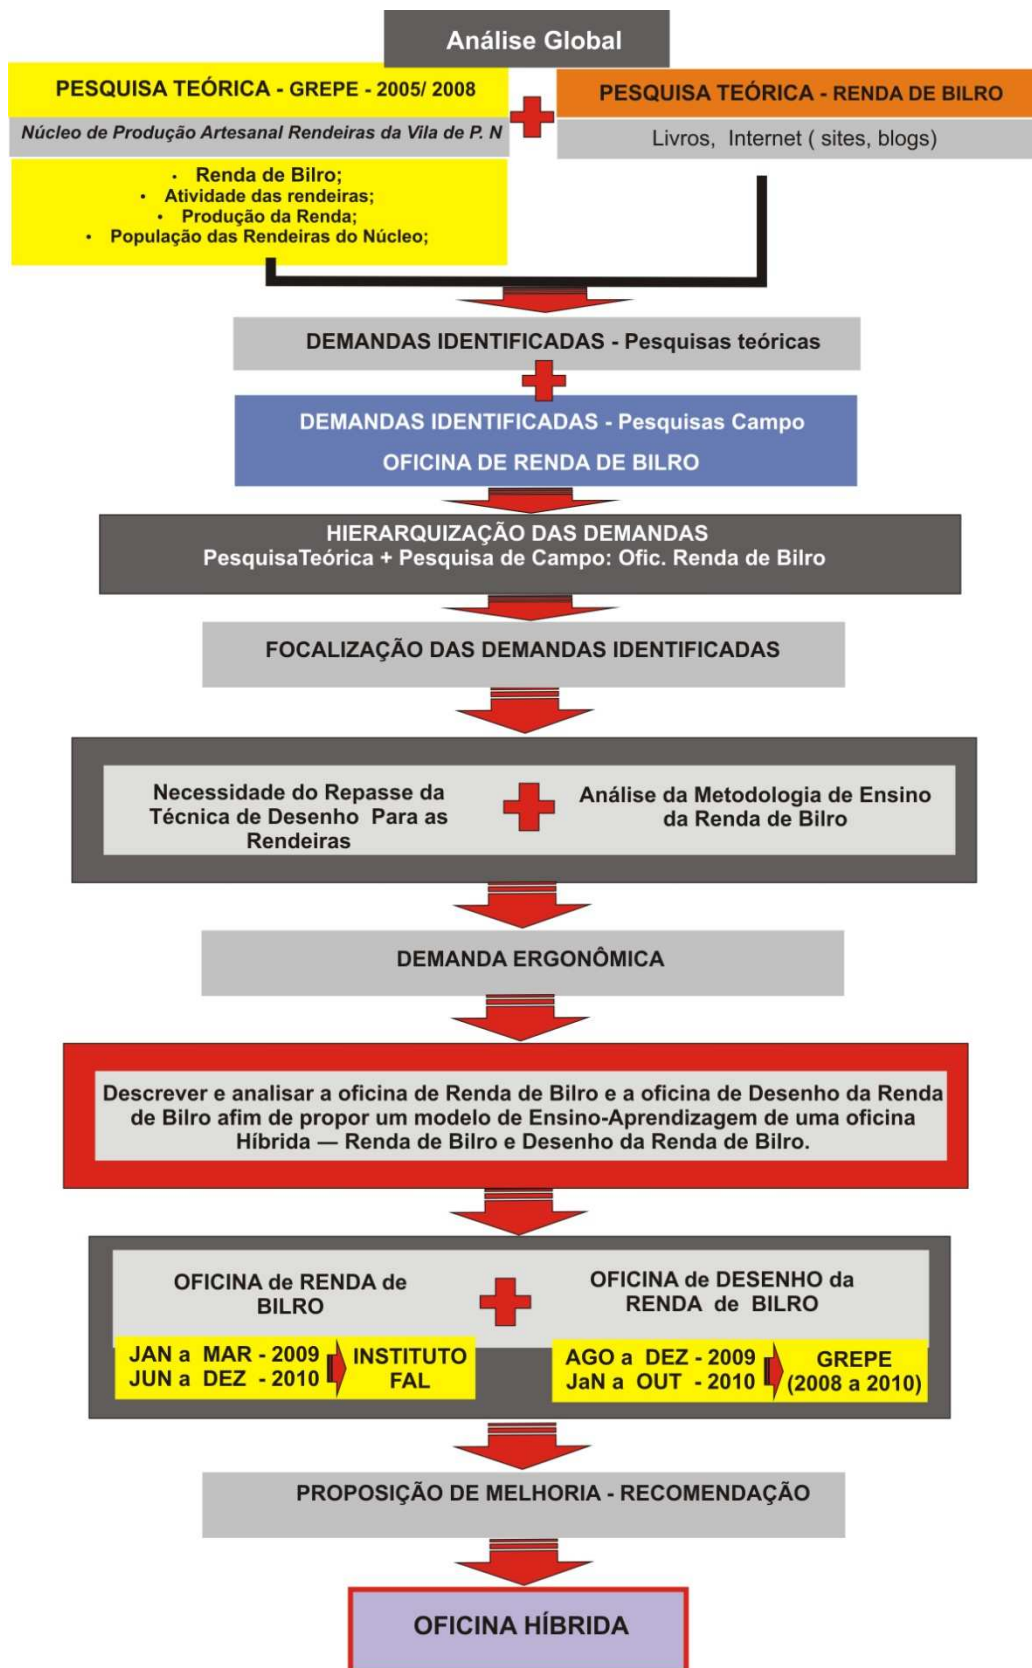 Análise Global
PESQUISA TEÓRICA - GREPE - 2005/ 2008
Núcleo de Produção Artesanal Rendeiras da Vila de P. N
• Renda de Bilro;
• Atividade das rendeiras;
• Produção da Renda;
• População das Rendeiras do Núcleo;
PESQUISA TEÓRICA - RENDA DE BILRO
Livros, Internet ( sites, blogs)
DEMANDAS IDENTIFICADAS - Pesquisas teóricas
DEMANDAS IDENTIFICADAS - Pesquisas Campo
OFICINA DE RENDA DE BILRO
HIERARQUIZAÇÃO DAS DEMANDAS
PesquisaTeórica + Pesquisa de Campo: Ofic. Renda de Bilro
FOCALIZAÇÃO DAS DEMANDAS IDENTIFICADAS
Necessidade do Repasse da
Técnica de Desenho Para as
Rendeiras
Análise da Metodologia de Ensino
da Renda de Bilro
DEMANDA ERGONÔMICA
Descrever e analisar a oficina de Renda de Bilro e a oficina de Desenho da Renda
de Bilro afim de propor um modelo de Ensino-Aprendizagem de uma oficina
Híbrida — Renda de Bilro e Desenho da Renda de Bilro.
OFICINA de RENDA de
BILRO
JAN a MAR - 2009
JUN a DEZ - 2010
INSTITUTO
FAL
OFICINA de DESENHO da
RENDA de BILRO
AGO a DEZ - 2009
JaN a OUT - 2010
GREPE
(2008 a 2010)
PROPOSIÇÃO DE MELHORIA - RECOMENDAÇÃO
OFICINA HÍBRIDA